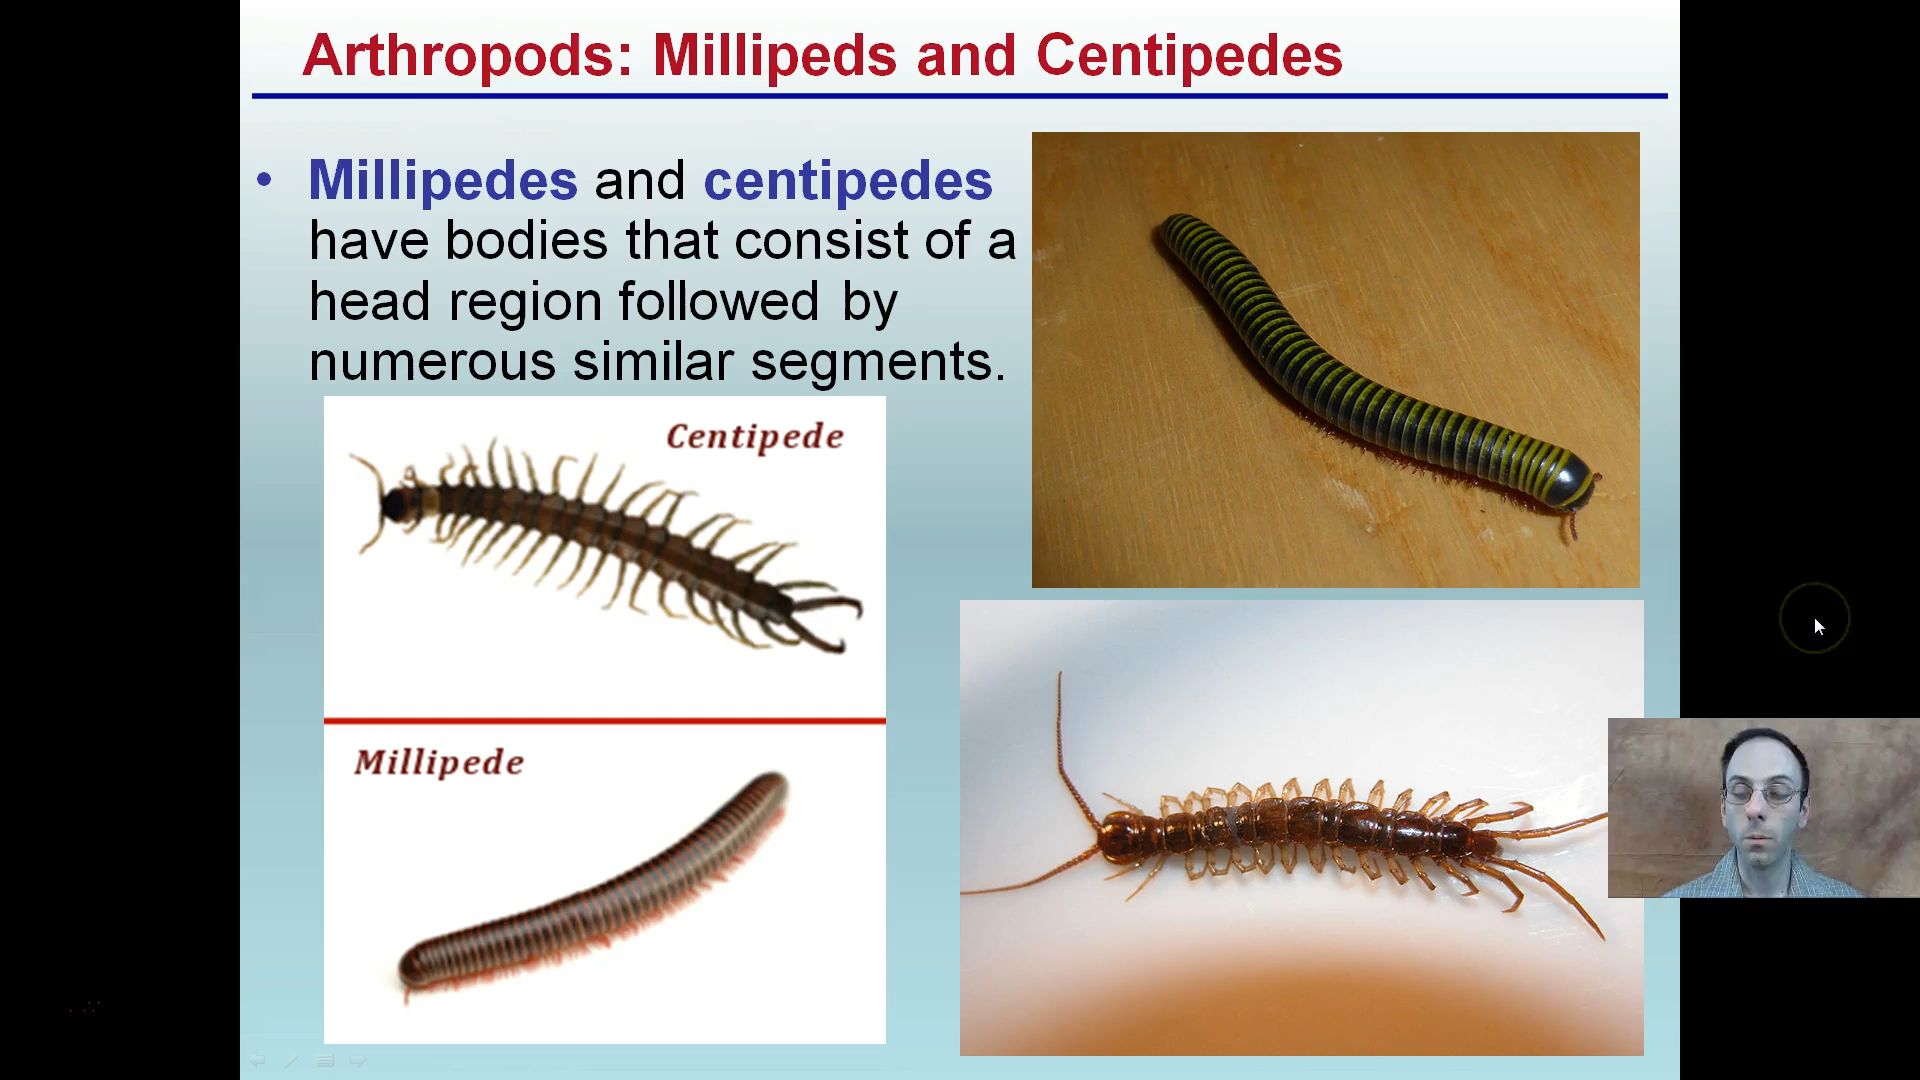 Arthropods: Millipeds and Centipedes
• Millipedes and centipedes
have bodies that consist of a
head region followed by
numerous similar segments.
Centipede
Millipede